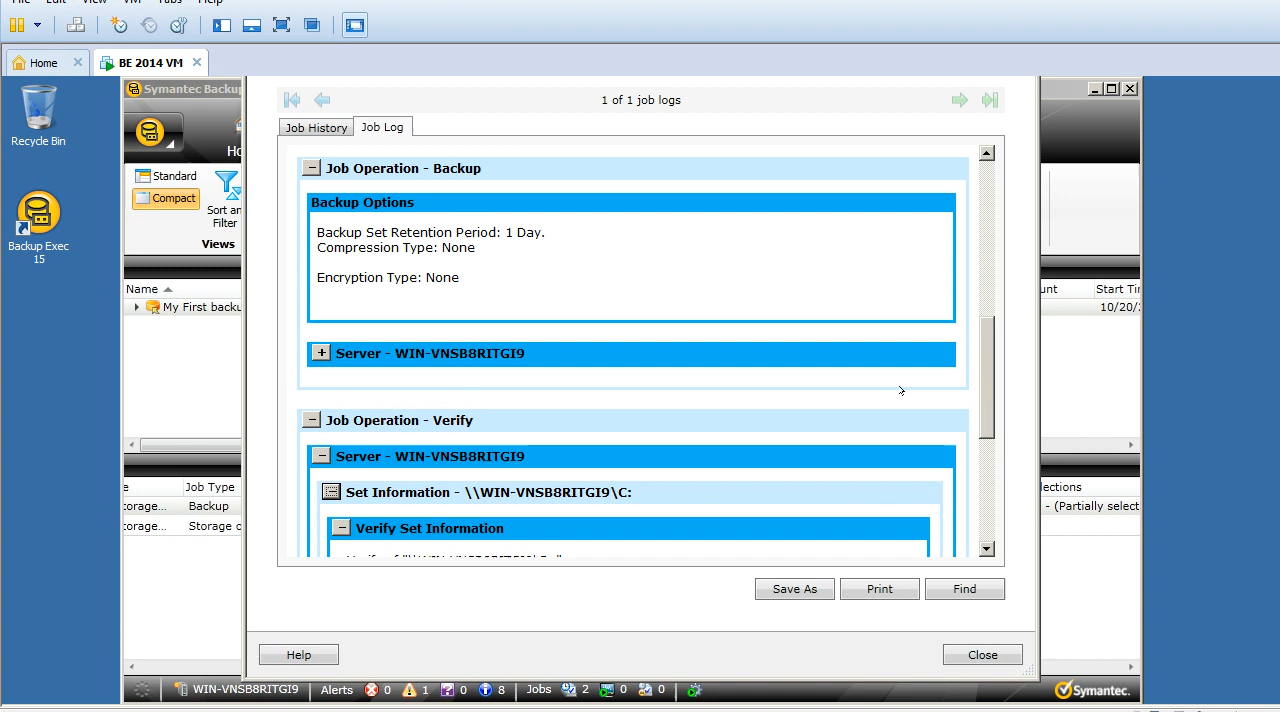 File Edit View VM Tabs Help
Home
BE 2014 VM
Recycle Bin
Backup Exec
15
Symantec Backup
Standard
Compact
Sort an
Filter
Views
Name
My First backu
1 of 1 job logs
Job History
Job Log
Job Operation - Backup
Backup Options
Backup Set Retention Period: 1 Day.
Compression Type: None
Encryption Type: None
Server - WIN-VNSB8RITGI9
Job Operation - Verify
Server - WIN-VNSB8RITGI9
Set Information - \\WIN-VNSB8RITGI9\C:
Verify Set Information
Save As
Print
Find
Help
Close
unt
Start Tir
10/20/
e
Job Type
lections
orage...
Backup
- (Partially select
orage...
Storage o
WIN-VNSB8RITGI9
Alerts 0 1 0 8
Jobs 2 0 0
Symantec.